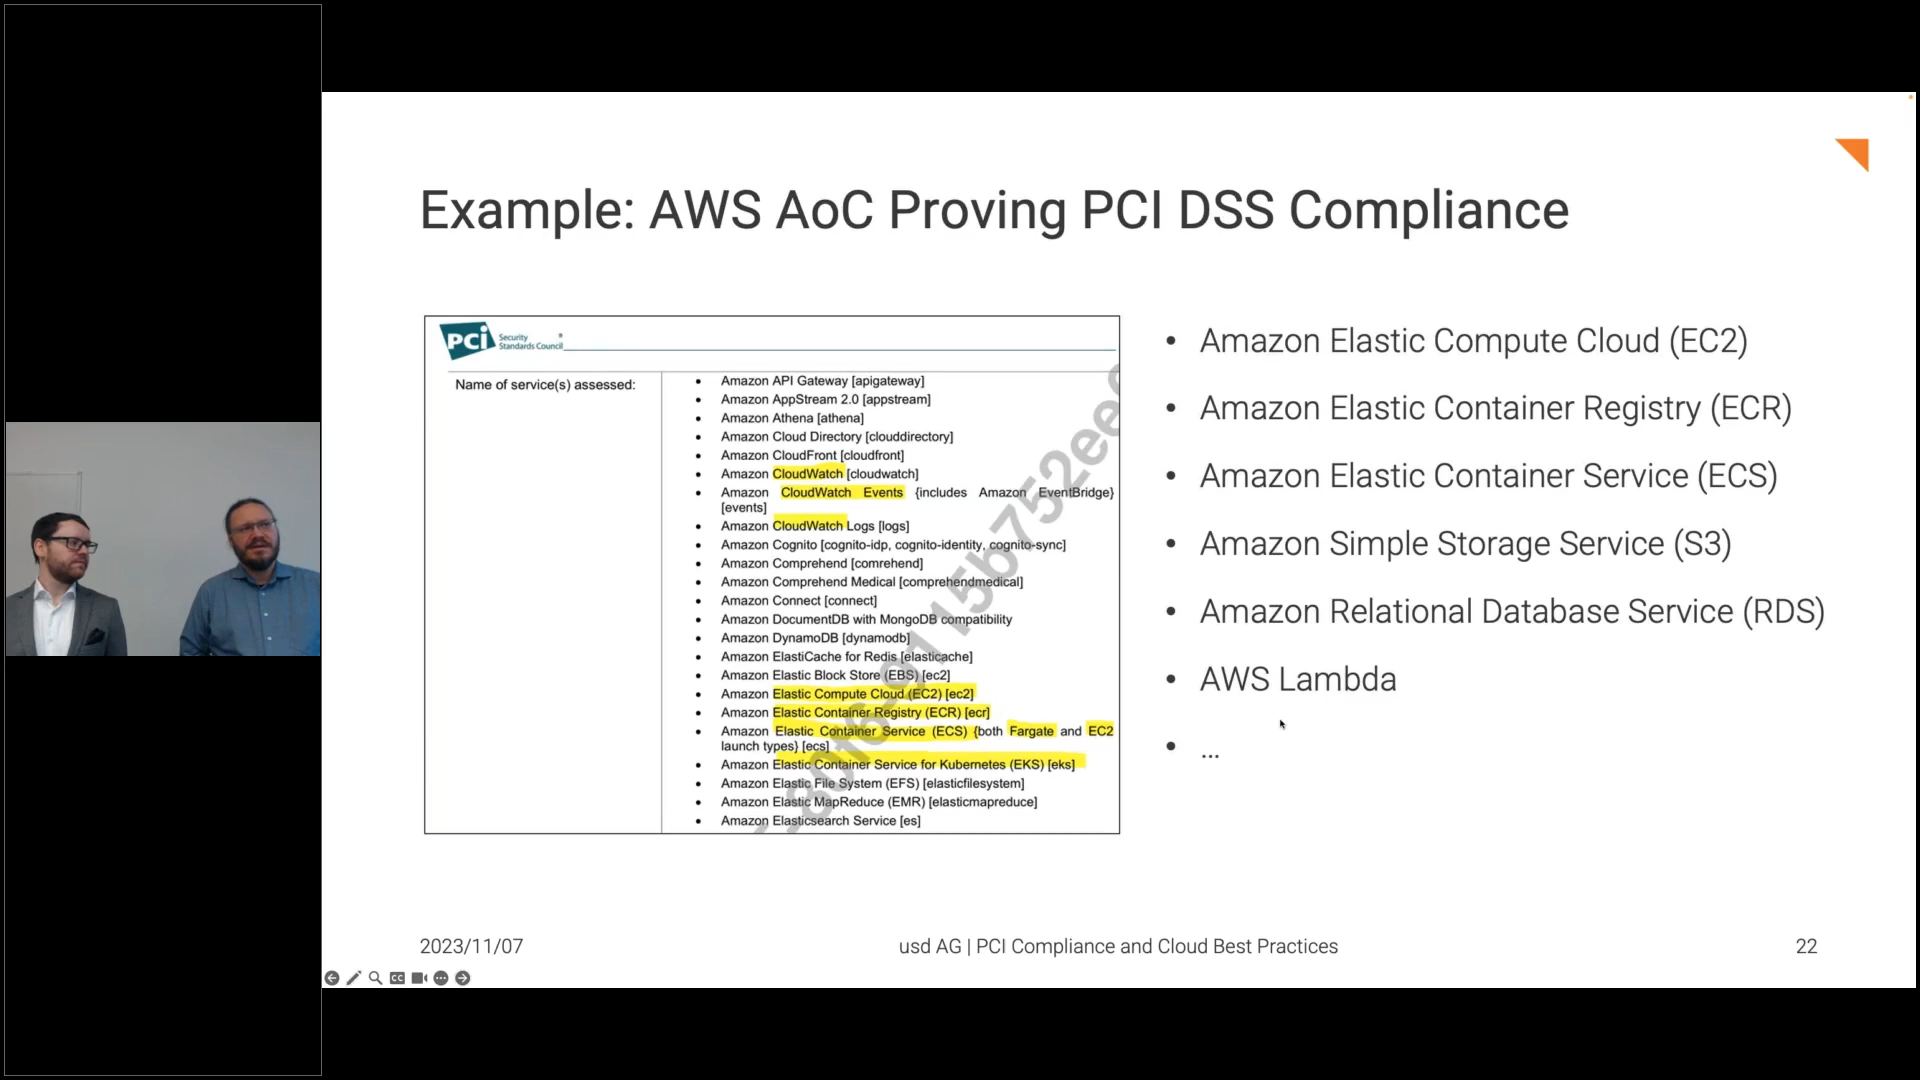 Example: AWS AoC Proving PCI DSS Compliance
PCi Security
Standards Council
Name of service(s) assessed:
• Amazon API Gateway [apigateway]
• Amazon AppStream 2.0 [appstream]
• Amazon Athena [athena]
• Amazon Cloud Directory [clouddirectory]
• Amazon CloudFront [cloudfront]
• Amazon CloudWatch [cloudwatch]
• Amazon CloudWatch Events {includes Amazon EventBridge}
[events]
• Amazon CloudWatch Logs [logs]
• Amazon Cognito [cognito-idp, cognito-identity, cognito-sync]
• Amazon Comprehend [comrehend]
• Amazon Comprehend Medical [comprehendmedical]
• Amazon Connect [connect]
• Amazon DocumentDB with MongoDB compatibility
• Amazon DynamoDB [dynamodb]
• Amazon ElastiCache for Redis [elasticache]
• Amazon Elastic Block Store (EBS) [ec2]
• Amazon Elastic Compute Cloud (EC2) [ec2]
• Amazon Elastic Container Registry (ECR) [ecr]
• Amazon Elastic Container Service (ECS) {both Fargate and EC2
launch types} [ecs]
• Amazon Elastic Container Service for Kubernetes (EKS) [eks]
• Amazon Elastic File System (EFS) [elasticfilesystem]
• Amazon Elastic MapReduce (EMR) [elasticmapreduce]
• Amazon Elasticsearch Service [es]
• Amazon Elastic Compute Cloud (EC2)
• Amazon Elastic Container Registry (ECR)
• Amazon Elastic Container Service (ECS)
• Amazon Simple Storage Service (S3)
• Amazon Relational Database Service (RDS)
• AWS Lambda
• ...
2023/11/07
usd AG | PCI Compliance and Cloud Best Practices
22
CC